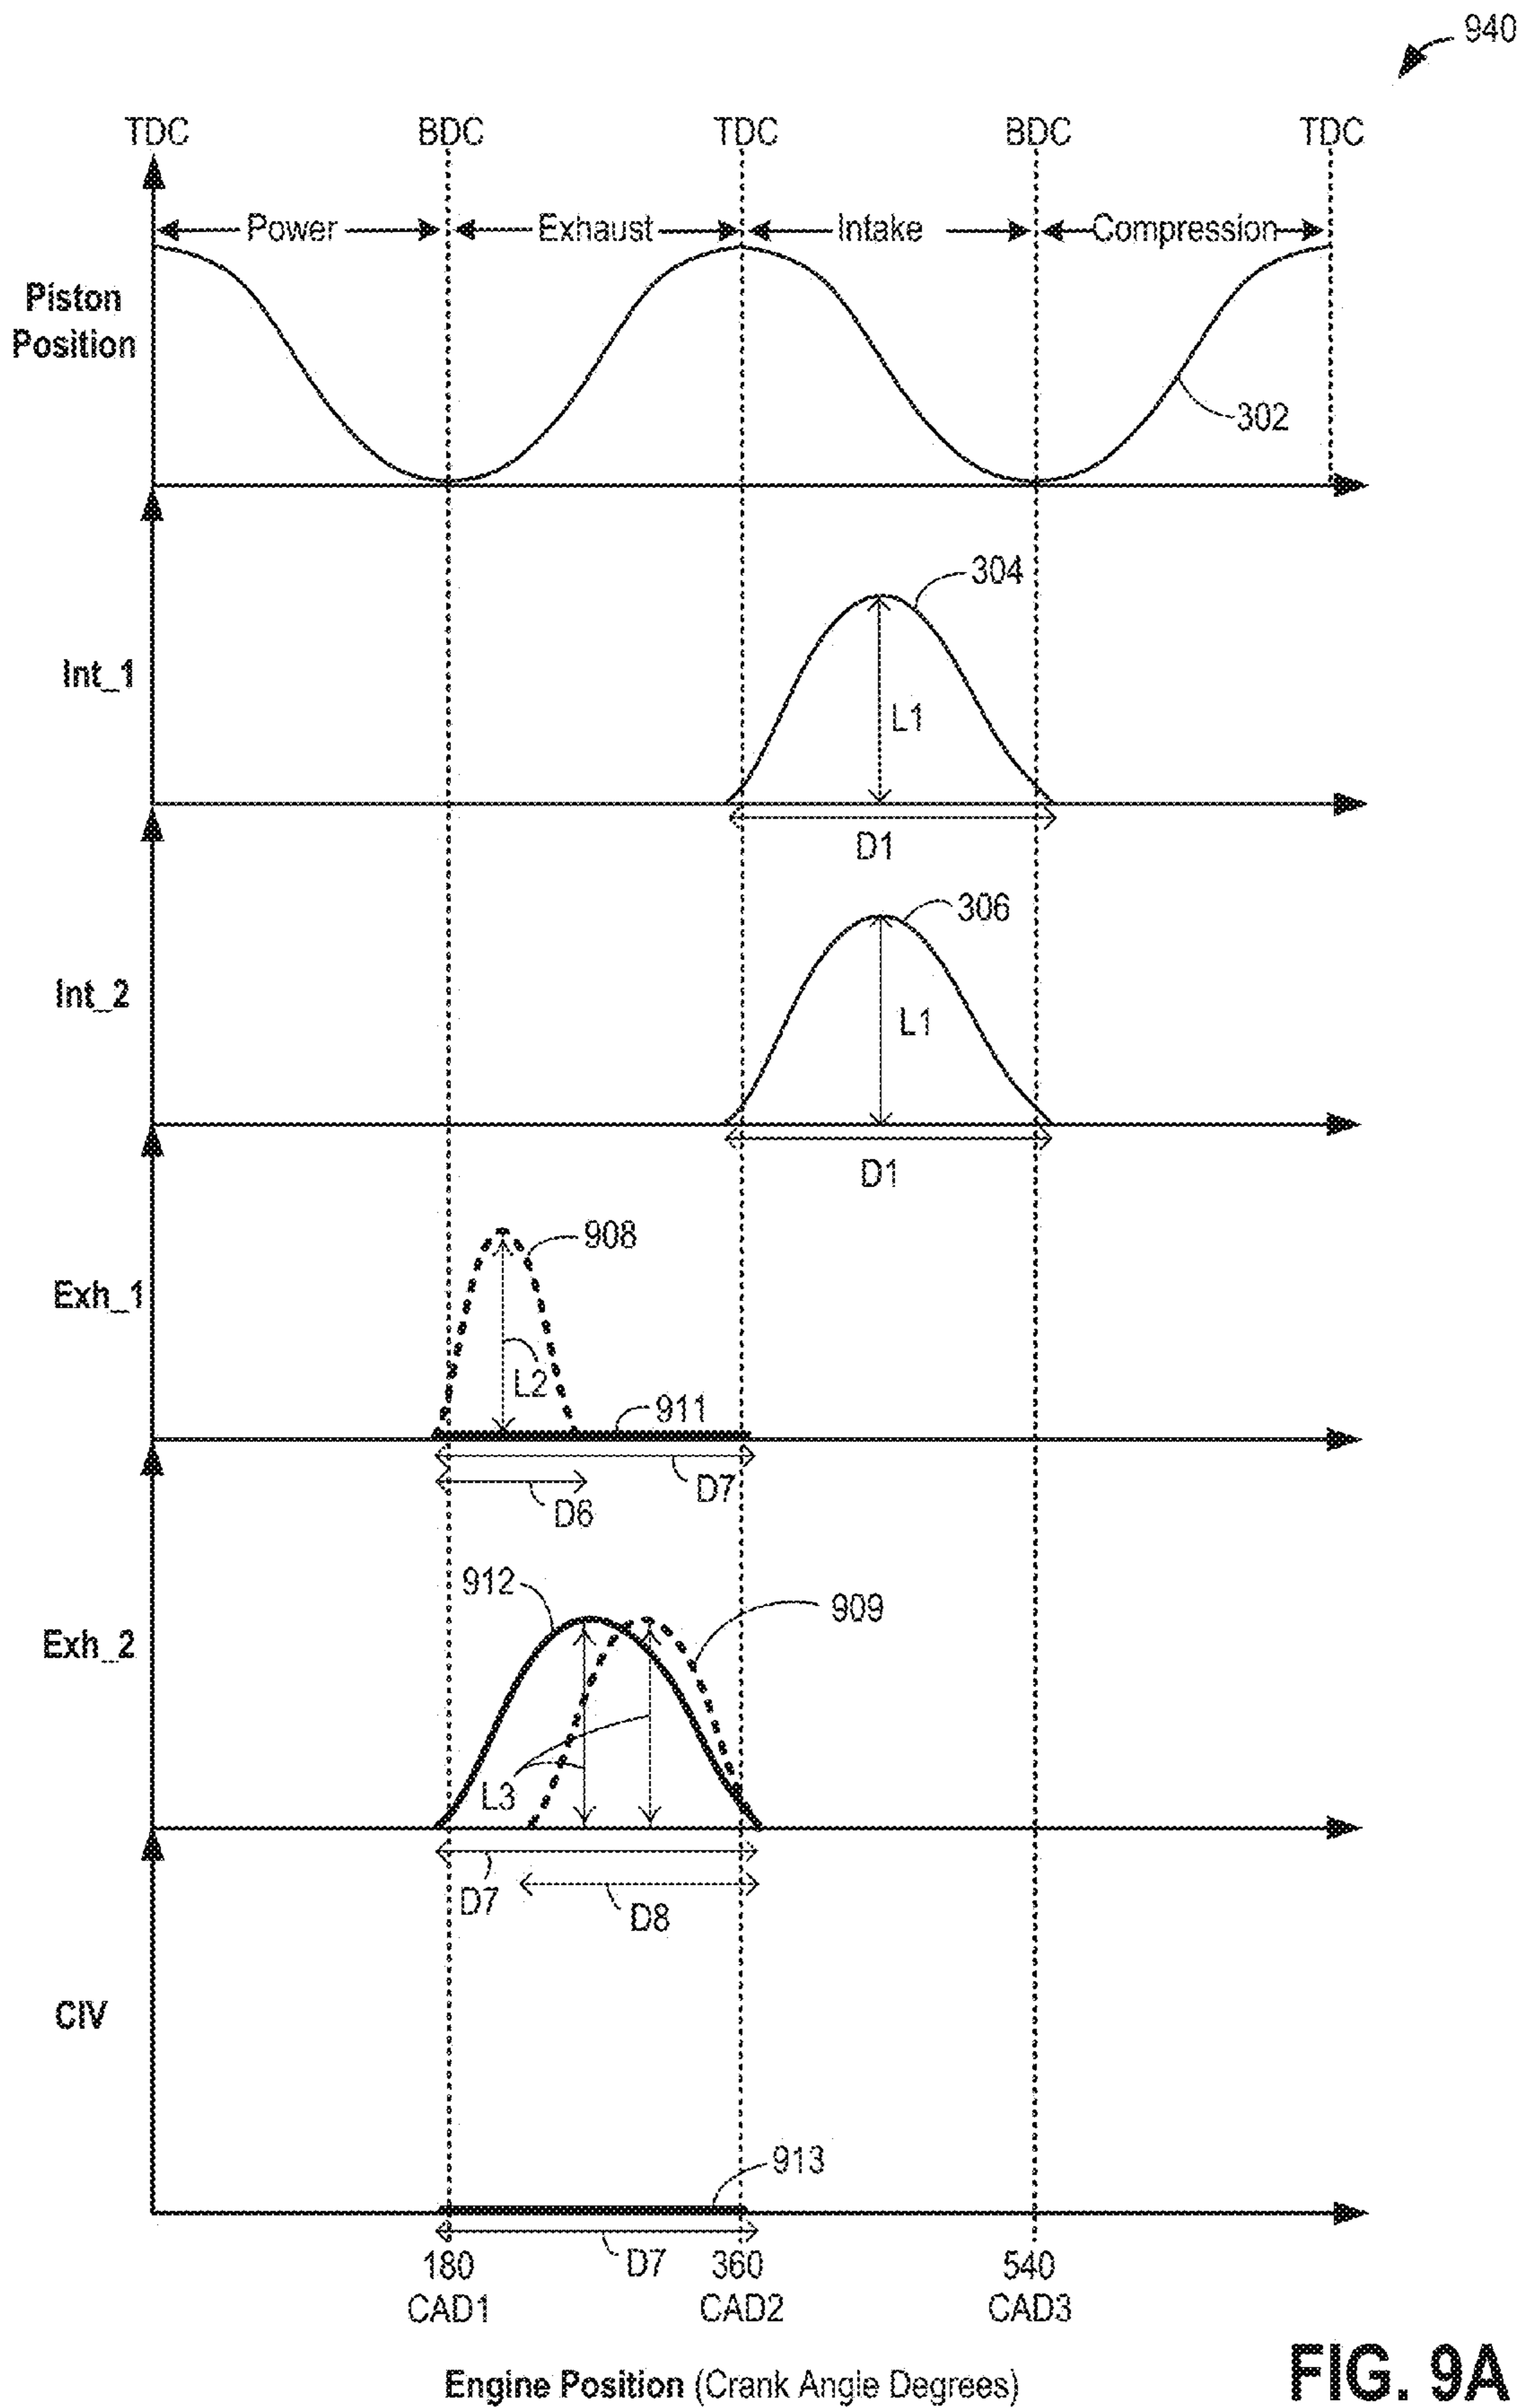 940
TDC BDC TDC BDC TDC
Power Exhaust Intake Compression
Piston
Position
302
304
Int_1
L1
D1
306
Int_2
L1
D1
908
Exh_1
L2
911
D7
D6
912
909
Exh_2
L3
D7
D8
CIV
913
D7
180 360 540
CAD1 CAD2 CAD3
Engine Position (Crank Angle Degrees)
FIG. 9A